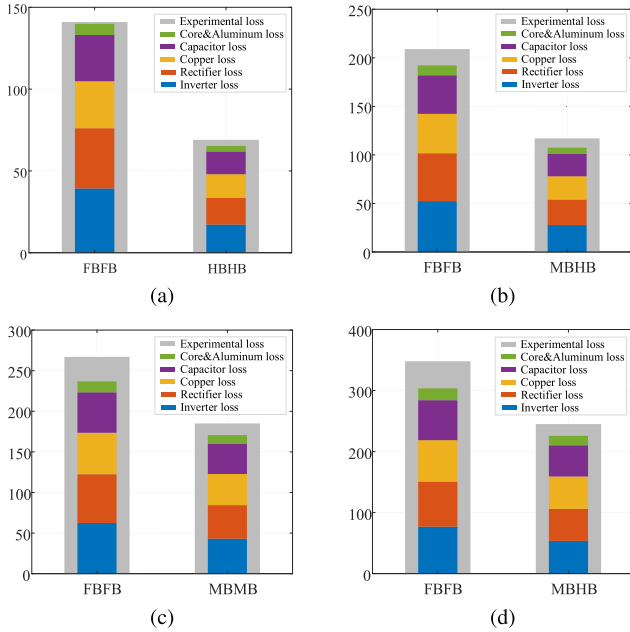 150
100
50
0
Experimental loss
Core&Aluminum loss
Capacitor loss
Copper loss
Rectifier loss
Inverter loss
FBFB HBHB
(a)
250
200
150
100
50
0
Experimental loss
Core&Aluminum loss
Capacitor loss
Copper loss
Rectifier loss
Inverter loss
FBFB MBHB
(b)
300
250
200
150
100
50
0
Experimental loss
Core&Aluminum loss
Capacitor loss
Copper loss
Rectifier loss
Inverter loss
FBFB MBMB
(c)
400
300
200
100
0
Experimental loss
Core&Aluminum loss
Capacitor loss
Copper loss
Rectifier loss
Inverter loss
FBFB MBHB
(d)